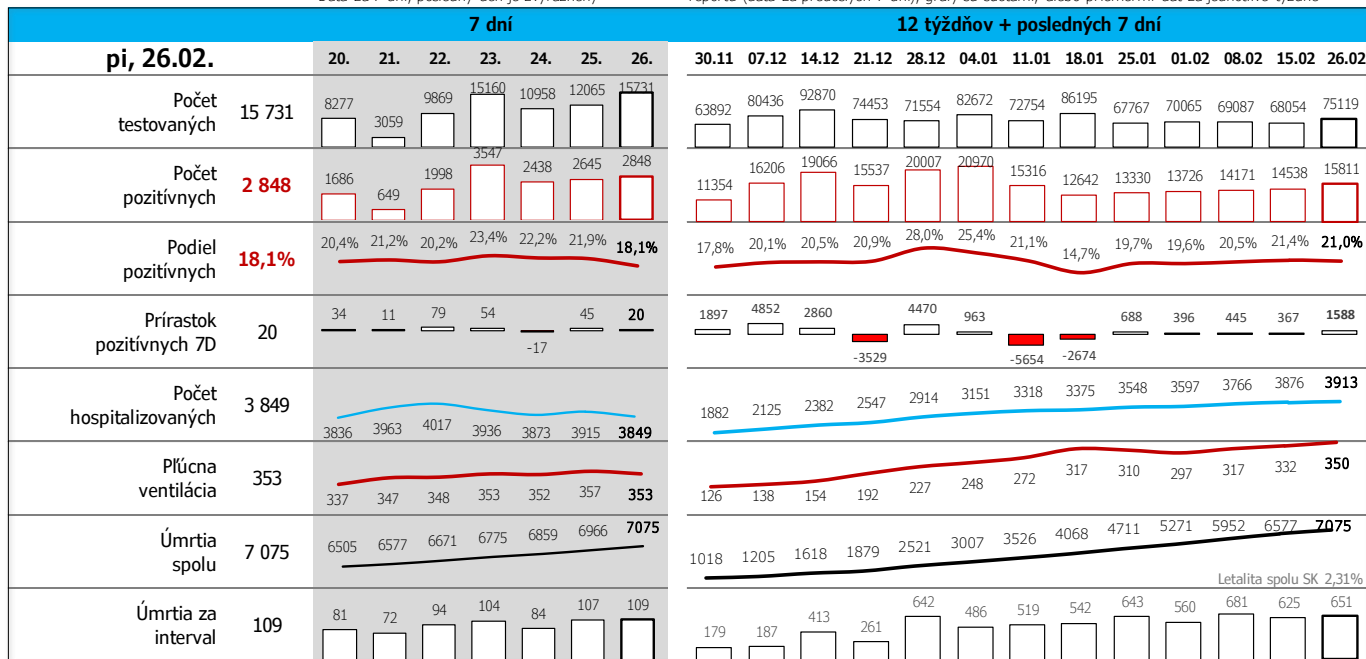 7 dní 12 týždňov + posledných 7 dní
pi, 26.02. 20. 21. 22. 23. 24. 25. 26. 30.11 07.12 14.12 21.12 28.12 04.01 11.01 18.01 25.01 01.02 08.02 15.02 26.02
Počet testovaných 15 731 8277 3059 9869 15160 10958 12065 15731 63892 80436 92870 74453 71554 82672 72754 86195 67767 70065 69087 68054 75119
Počet pozitívnych 2 848 1686 649 1998 3547 2438 2645 2848 11354 16206 19066 15537 20007 20970 15316 12642 13330 13726 14171 14538 15811
Podiel pozitívnych 18,1% 20,4% 21,2% 20,2% 23,4% 22,2% 21,9% 18,1% 17,8% 20,1% 20,5% 20,9% 28,0% 25,4% 21,1% 14,7% 19,7% 19,6% 20,5% 21,4% 21,0%
Prírastok pozitívnych 7D 20 34 11 79 54 -17 45 20 1897 4852 2860 -3529 4470 963 -5654 -2674 688 396 445 367 1588
Počet hospitalizovaných 3 849 3836 3963 4017 3936 3873 3915 3849 1882 2125 2382 2547 2914 3151 3318 3375 3548 3597 3766 3876 3913
Pľúcna ventilácia 353 337 347 348 353 352 357 353 126 138 154 192 227 248 272 317 310 297 317 332 350
Úmrtia spolu 7 075 6505 6577 6671 6775 6859 6966 7075 1018 1205 1618 1879 2521 3007 3526 4068 4711 5271 5952 6577 7075
Letalita spolu SK 2,31%
Úmrtia za interval 109 81 72 94 104 84 107 109 179 187 413 261 642 486 519 542 643 560 681 625 651